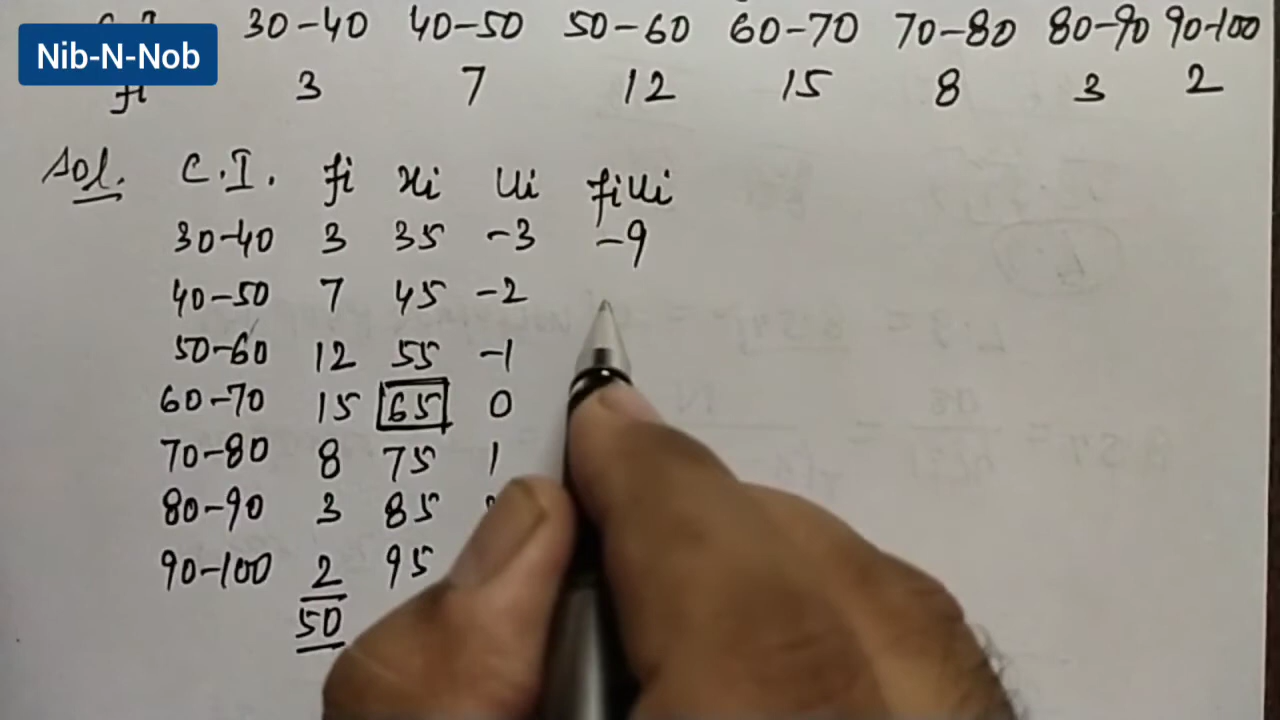 30-40 40-50 50-60 60-70 70-80 80-90 90-100
Nib-N-Nob
fi 3 7 12 15 8 3 2
Sol. C.I. fi xi ui fiui
30-40 3 35 -3 -9
40-50 7 45 -2
50-60 12 55 -1
60-70 15 65 0
70-80 8 75 1
80-90 3 85
90-100 2 95
50